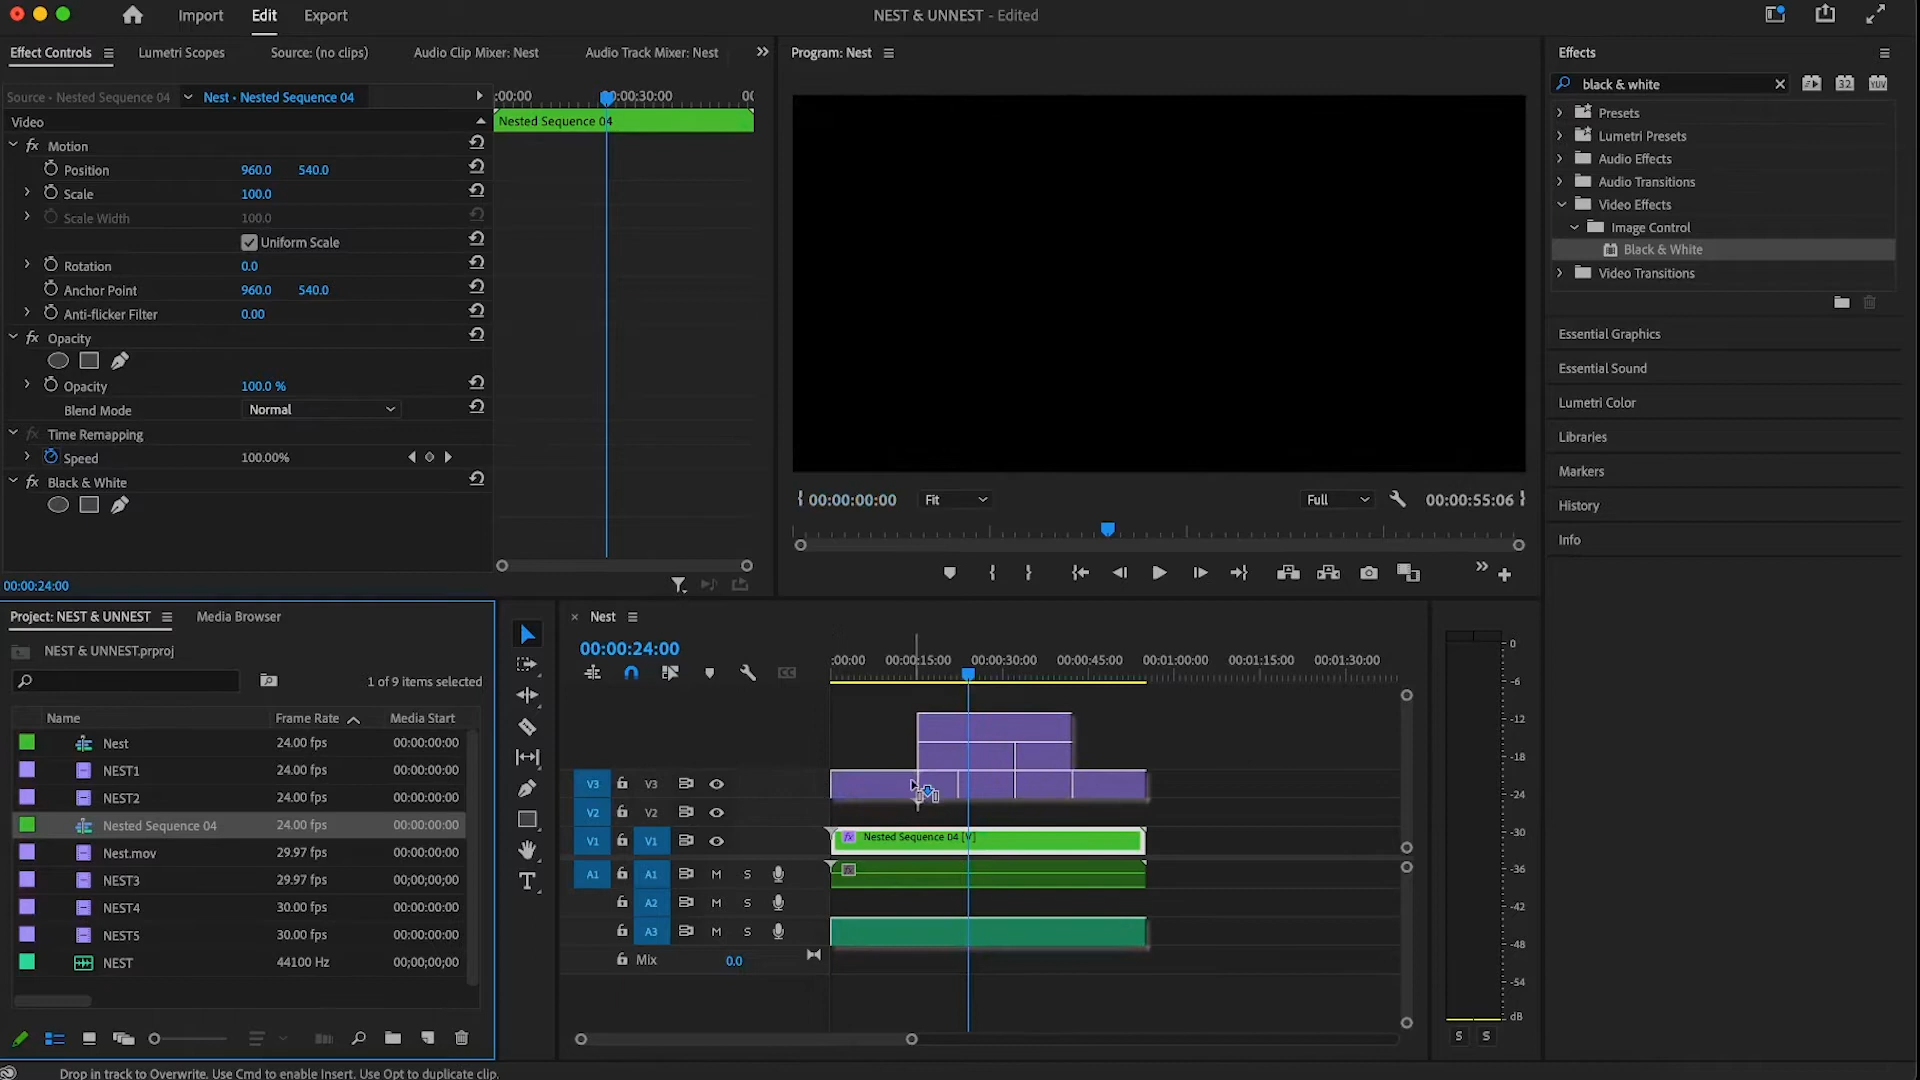 Import Edit Export NEST & UNNEST - Edited
Effect Controls Lumetri Scopes Source: (no clips) Audio Clip Mixer: Nest Audio Track Mixer: Nest
Source • Nested Sequence 04 Nest • Nested Sequence 04
:00:00 00:00:30:00 00
Video
Nested Sequence 04
fx Motion
Position 960.0 540.0
Scale 100.0
Scale Width 100.0
Uniform Scale
Rotation 0.0
Anchor Point 960.0 540.0
Anti-flicker Filter 0.00
fx Opacity
Opacity 100.0 %
Blend Mode Normal
fx Time Remapping
Speed 100.00%
fx Black & White
00:00:24:00
Program: Nest
00:00:00:00 Fit Full 00:00:55:06
Effects
black & white 32 YUV
Presets
Lumetri Presets
Audio Effects
Audio Transitions
Video Effects
Image Control
Black & White
Video Transitions
Essential Graphics
Essential Sound
Lumetri Color
Libraries
Markers
History
Info
Project: NEST & UNNEST Media Browser
NEST & UNNEST.prproj
1 of 9 items selected
Name Frame Rate Media Start
Nest 24.00 fps 00:00:00:00
NEST1 24.00 fps 00:00:00:00
NEST2 24.00 fps 00:00:00:00
Nested Sequence 04 24.00 fps 00:00:00:00
Nest.mov 29.97 fps 00:00:00:00
NEST3 29.97 fps 00;00;00;00
NEST4 30.00 fps 00:00:00:00
NEST5 30.00 fps 00:00:00:00
NEST 44100 Hz 00;00;00;00
Nest
00:00:24:00
:00:00 00:00:15:00 00:00:30:00 00:00:45:00 00:01:00:00 00:01:15:00 00:01:30:00
CC
V3 V3
V2
V1 V1 fx Nested Sequence 04 [V]
A1 A1 M S fx
A2 M S
A3 M S
Mix 0.0
0
-6
-12
-18
-24
-30
-36
-42
-48
-54
dB
S S
Drop in track to Overwrite. Use Cmd to enable Insert. Use Opt to duplicate clip.